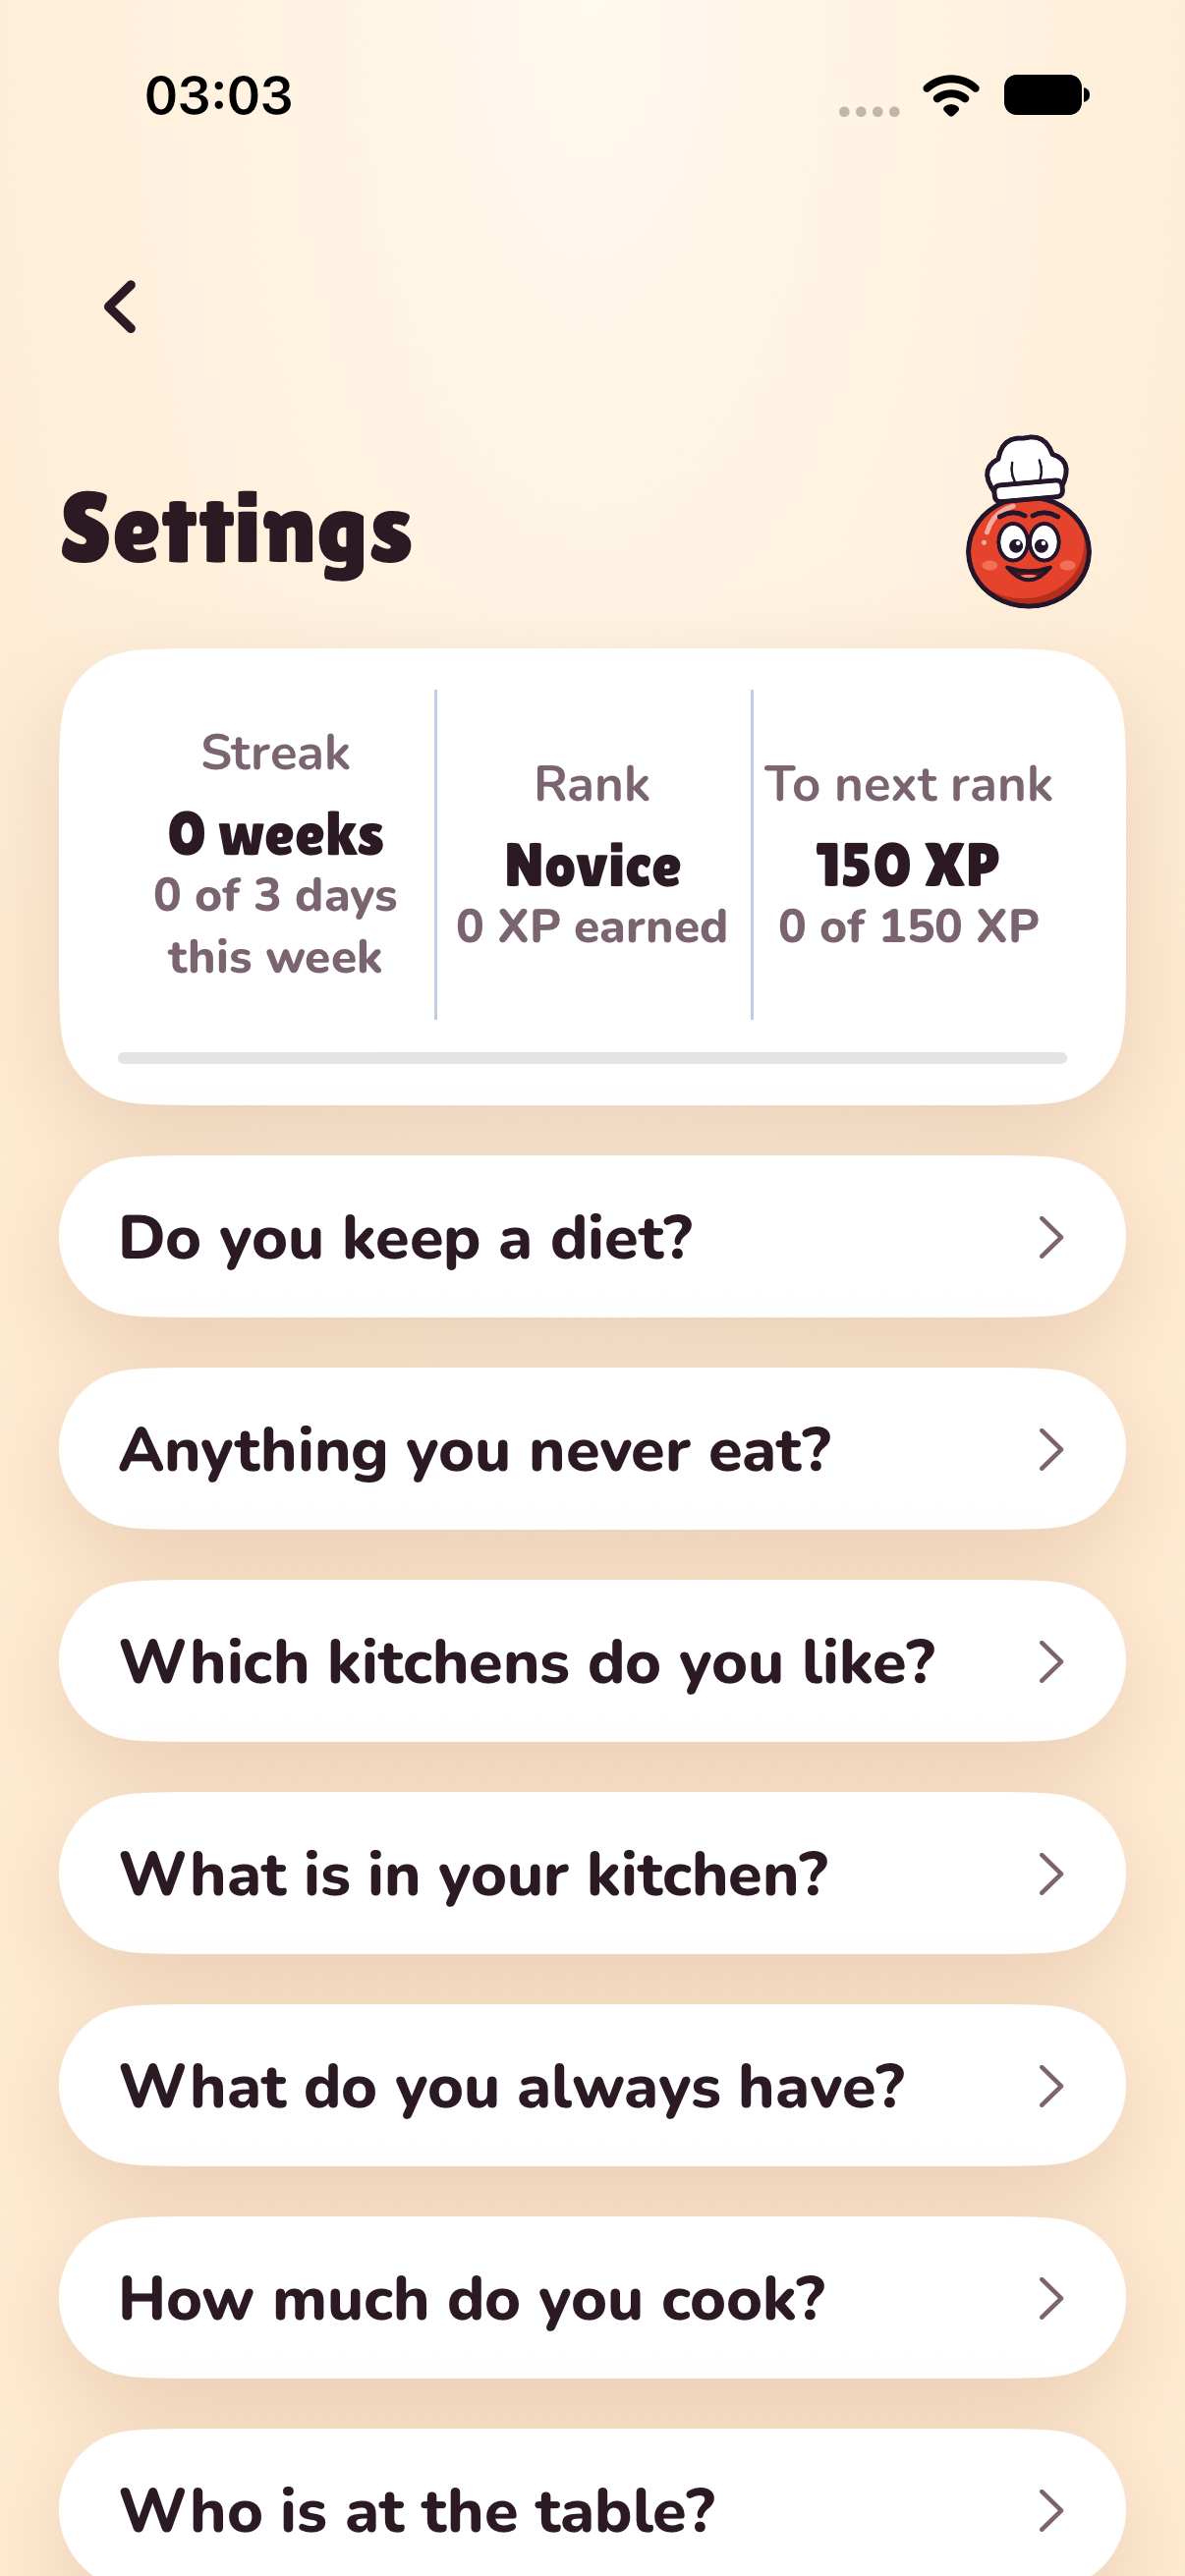 03:03
Settings
Streak
0 weeks
0 of 3 days
this week
Rank
Novice
0 XP earned
To next rank
150 XP
0 of 150 XP
Do you keep a diet?
Anything you never eat?
Which kitchens do you like?
What is in your kitchen?
What do you always have?
How much do you cook?
Who is at the table?